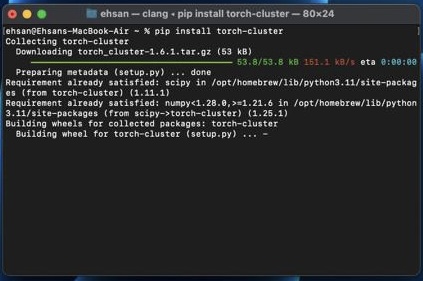 ehsan — clang • pip install torch-cluster — 80×24
[ehsan@Ehsans-MacBook-Air ~ % pip install torch-cluster ]
Collecting torch-cluster
  Downloading torch_cluster-1.6.1.tar.gz (53 kB)
     ━━━━━━━━━━━━━━━━━━━━━━━━━━━━━━━━━━━━━━━━ 53.8/53.8 kB 151.1 kB/s eta 0:00:00
  Preparing metadata (setup.py) ... done
Requirement already satisfied: scipy in /opt/homebrew/lib/python3.11/site-packag
es (from torch-cluster) (1.11.1)
Requirement already satisfied: numpy<1.28.0,>=1.21.6 in /opt/homebrew/lib/python
3.11/site-packages (from scipy->torch-cluster) (1.25.1)
Building wheels for collected packages: torch-cluster
  Building wheel for torch-cluster (setup.py) ... -